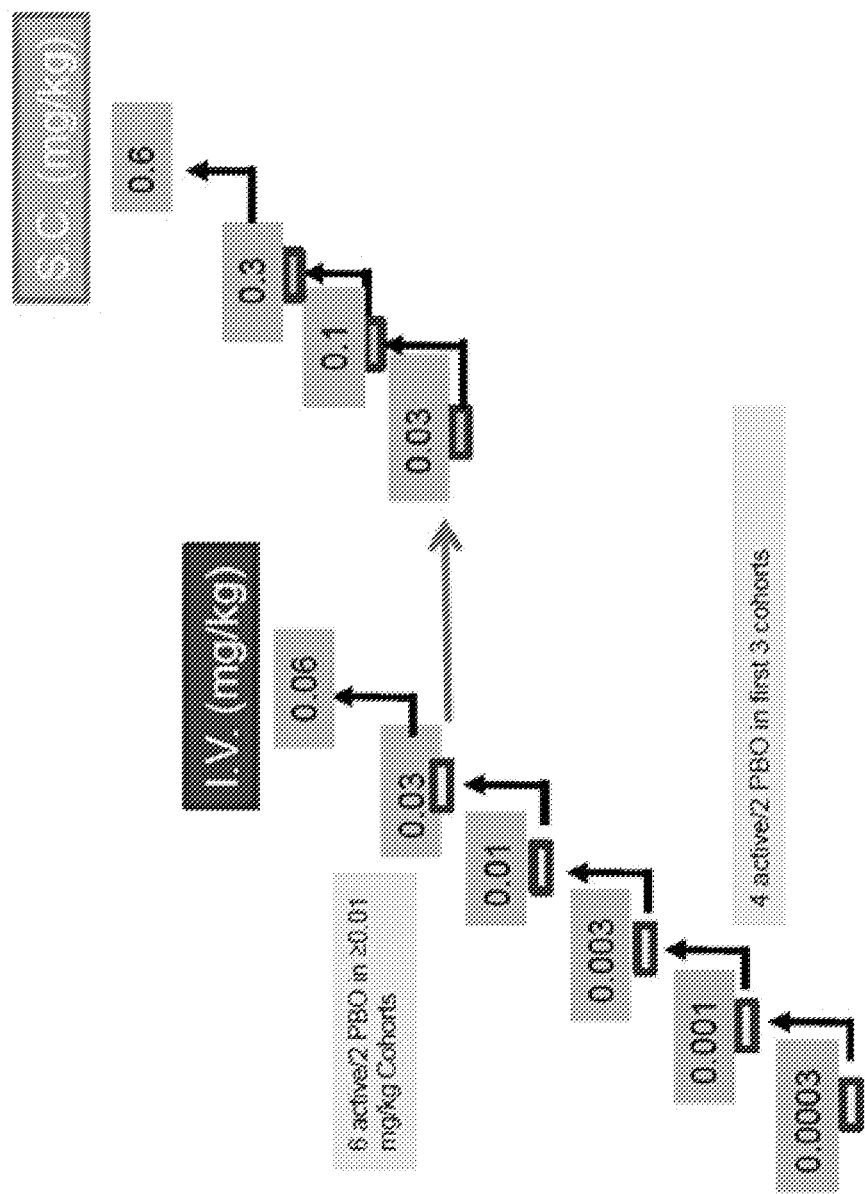 S.C. (mg/kg)
0.6
0.3
0.1
0.03
I.V. (mg/kg)
0.06
0.03
0.01
0.003
0.001
0.0003
6 active/2 PBO in ≥0.01
mg/kg Cohorts
4 active/2 PBO in first 3 cohorts